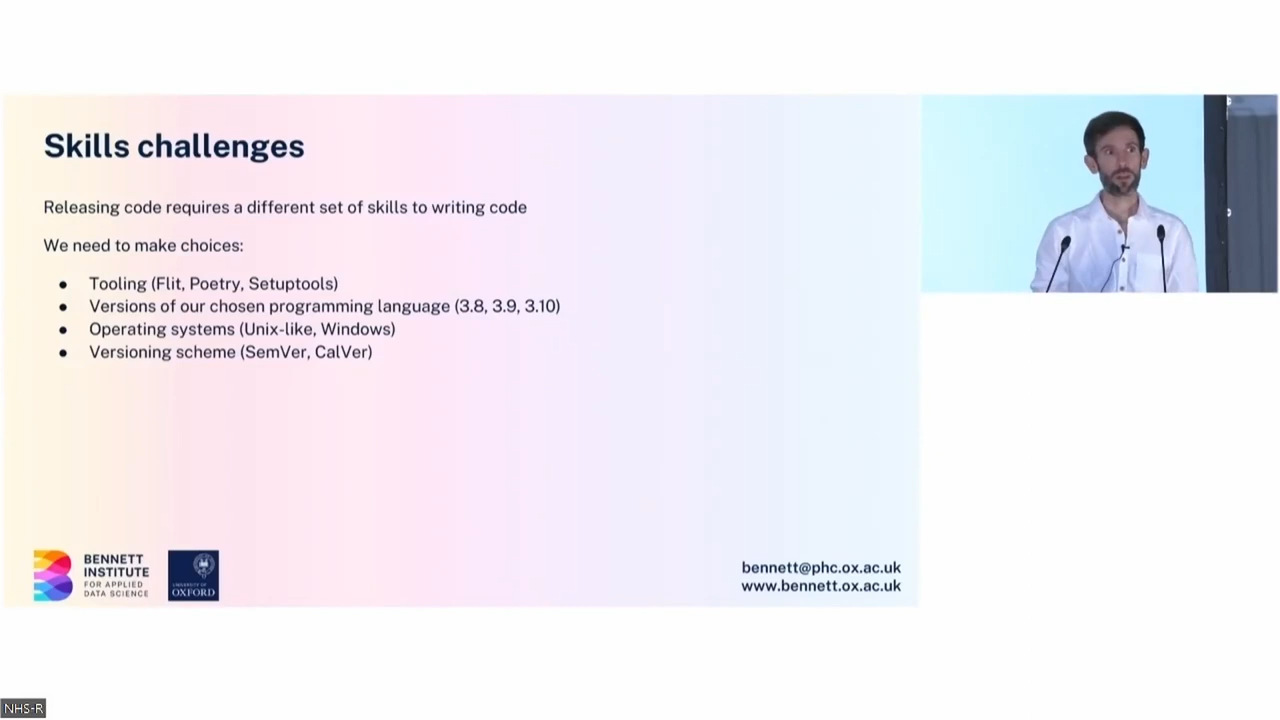 Skills challenges
Releasing code requires a different set of skills to writing code
We need to make choices:
● Tooling (Flit, Poetry, Setuptools)
● Versions of our chosen programming language (3.8, 3.9, 3.10)
● Operating systems (Unix-like, Windows)
● Versioning scheme (SemVer, CalVer)
BENNETT
INSTITUTE
FOR APPLIED
DATA SCIENCE
UNIVERSITY OF
OXFORD
bennett@phc.ox.ac.uk
www.bennett.ox.ac.uk
NHS-R